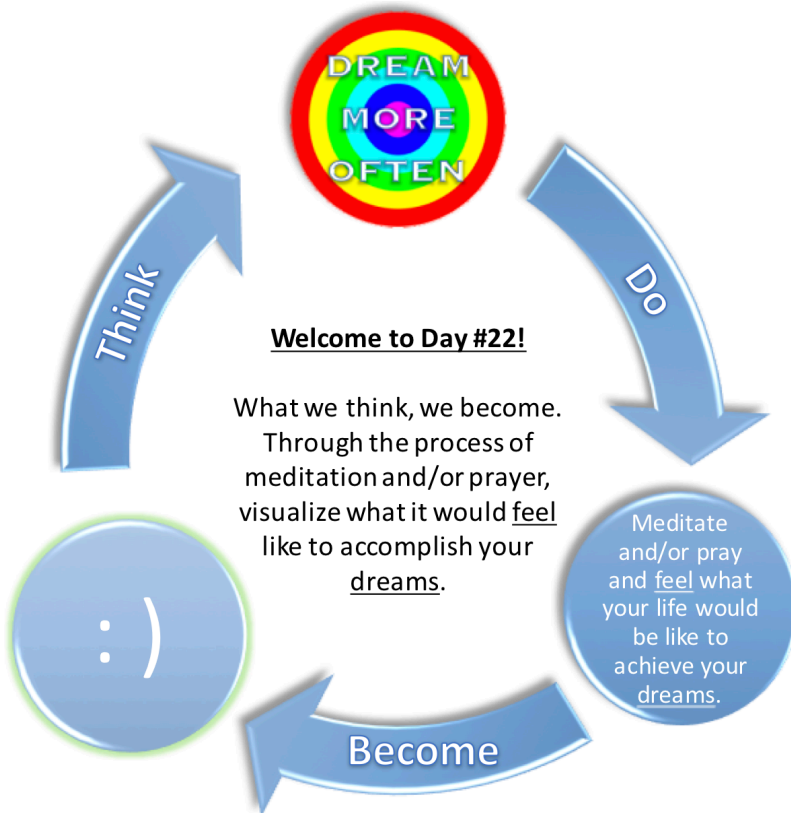 DREAM
MORE
OFTEN
Think
Do
Welcome to Day #22!
What we think, we become.
Through the process of
meditation and/or prayer,
visualize what it would feel
like to accomplish your
dreams.
Meditate
and/or pray
and feel what
your life would
be like to
achieve your
dreams.
: )
Become